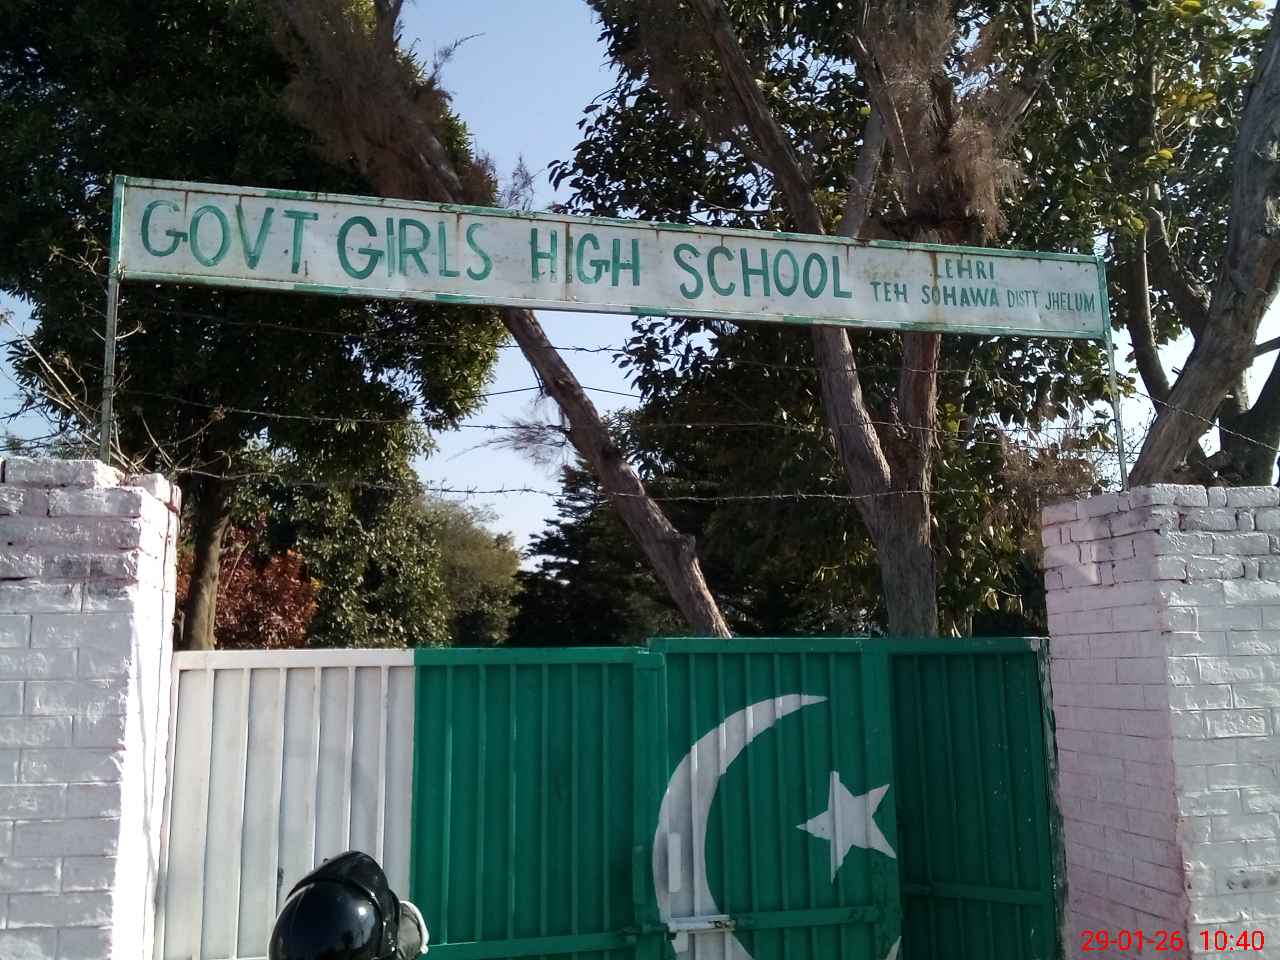 GOVT GIRLS HIGH SCHOOL
LEHRI
TEH SOHAWA DISTT JHELUM
29-01-26 10:40